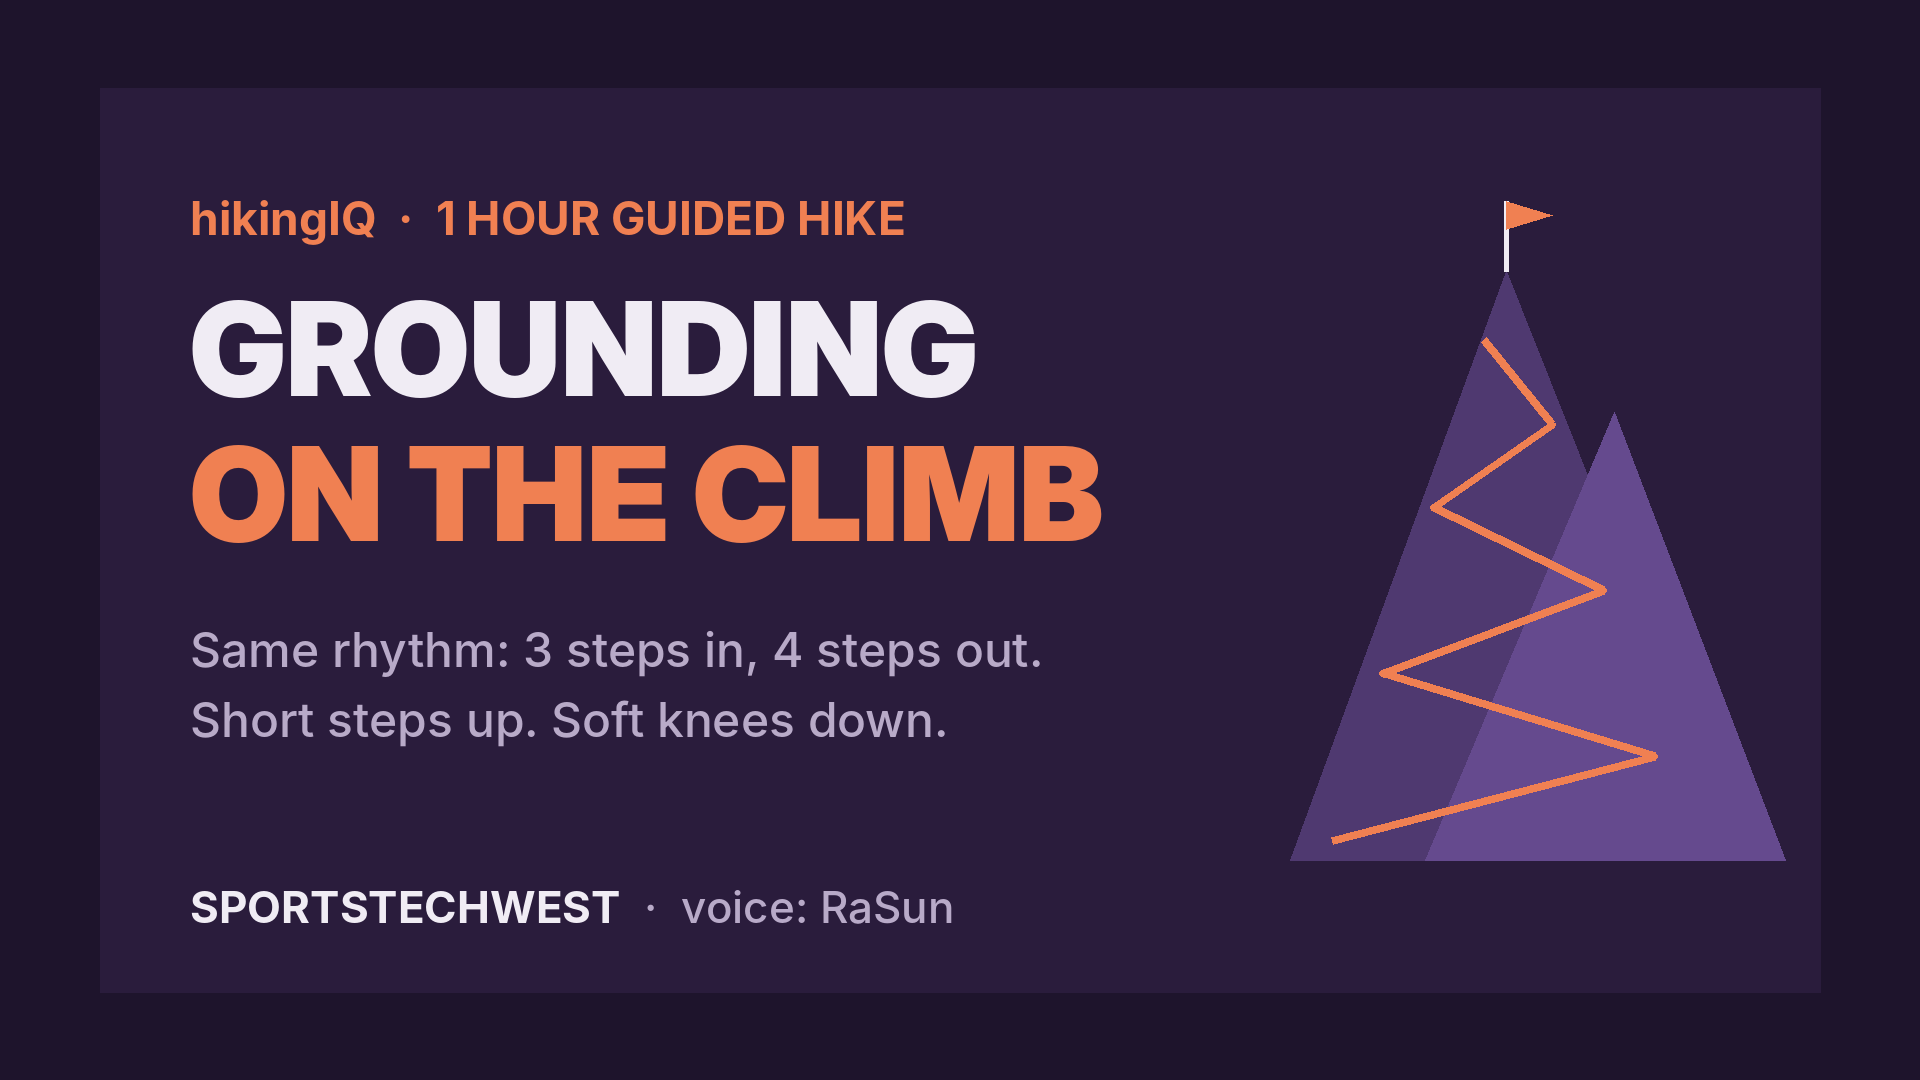 hikingIQ · 1 HOUR GUIDED HIKE
GROUNDING
ON THE CLIMB
Same rhythm: 3 steps in, 4 steps out.
Short steps up. Soft knees down.
SPORTSTECHWEST · voice: RaSun